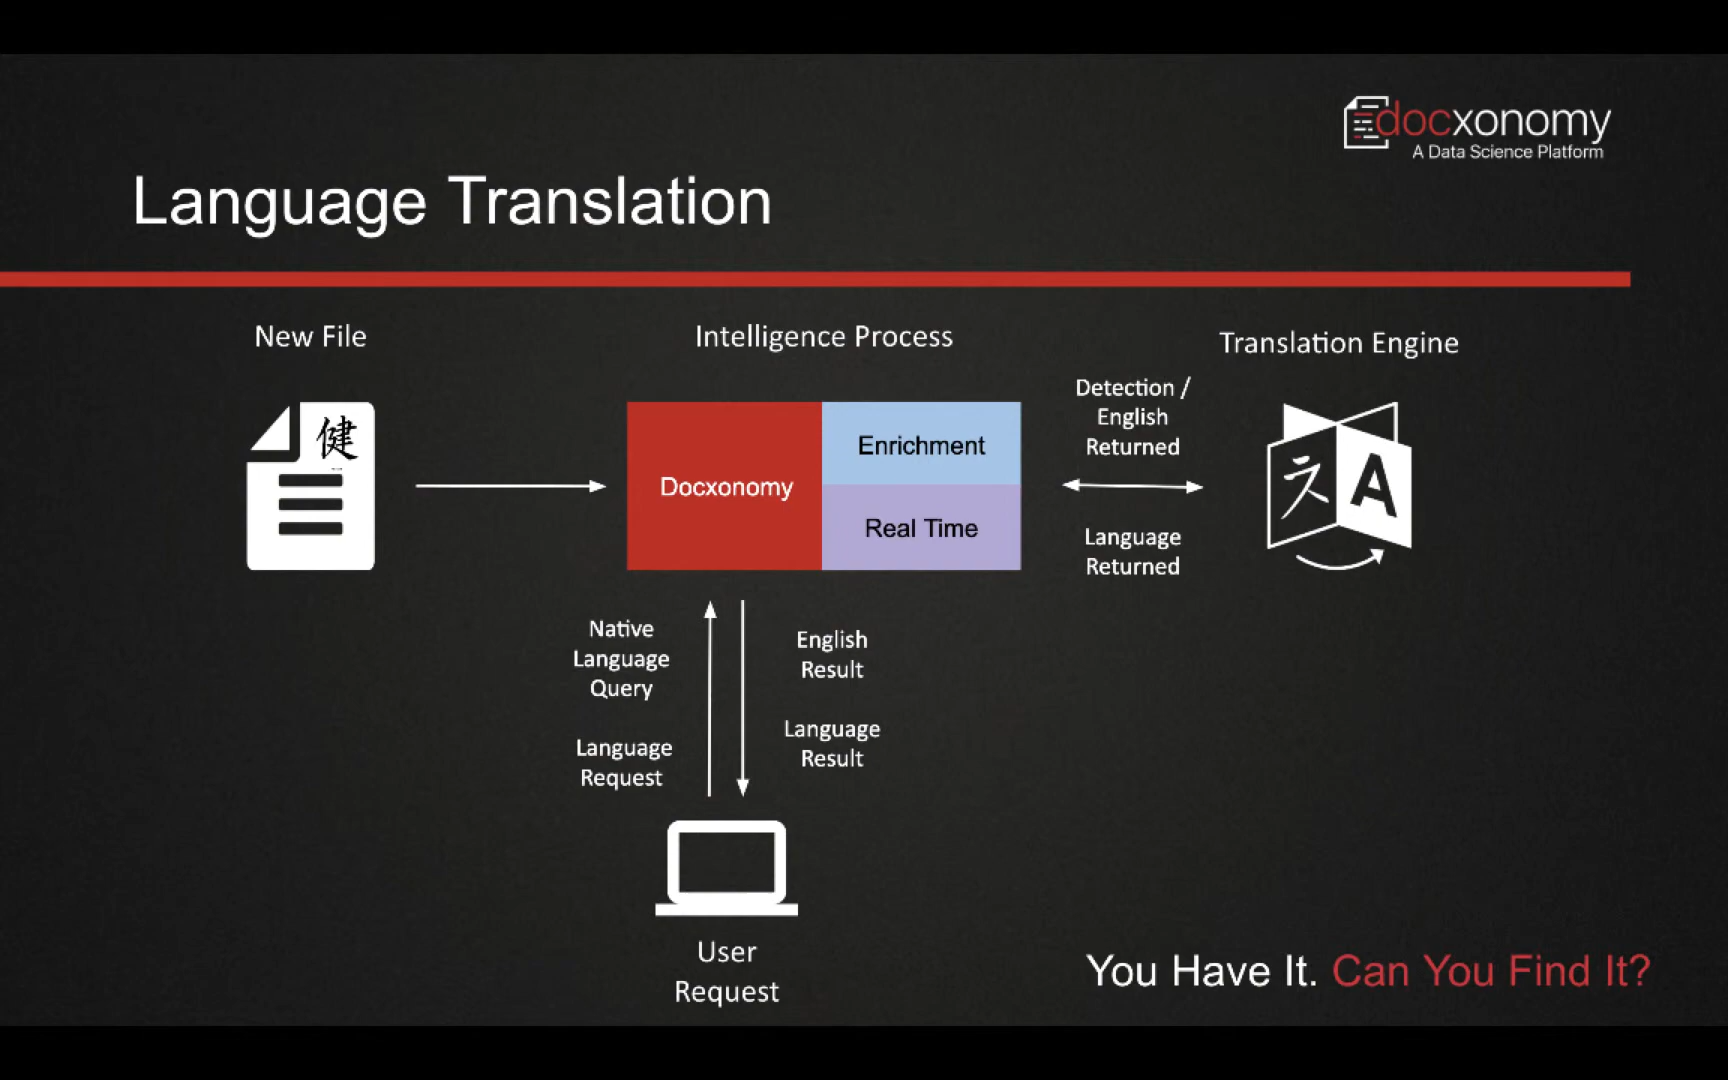 docxonomy
A Data Science Platform
Language Translation
New File
Intelligence Process
Translation Engine
健
Docxonomy
Enrichment
Real Time
Detection /
English
Returned
Language
Returned
A
Native
Language
Query
Language
Request
English
Result
Language
Result
User
Request
You Have It. Can You Find It?